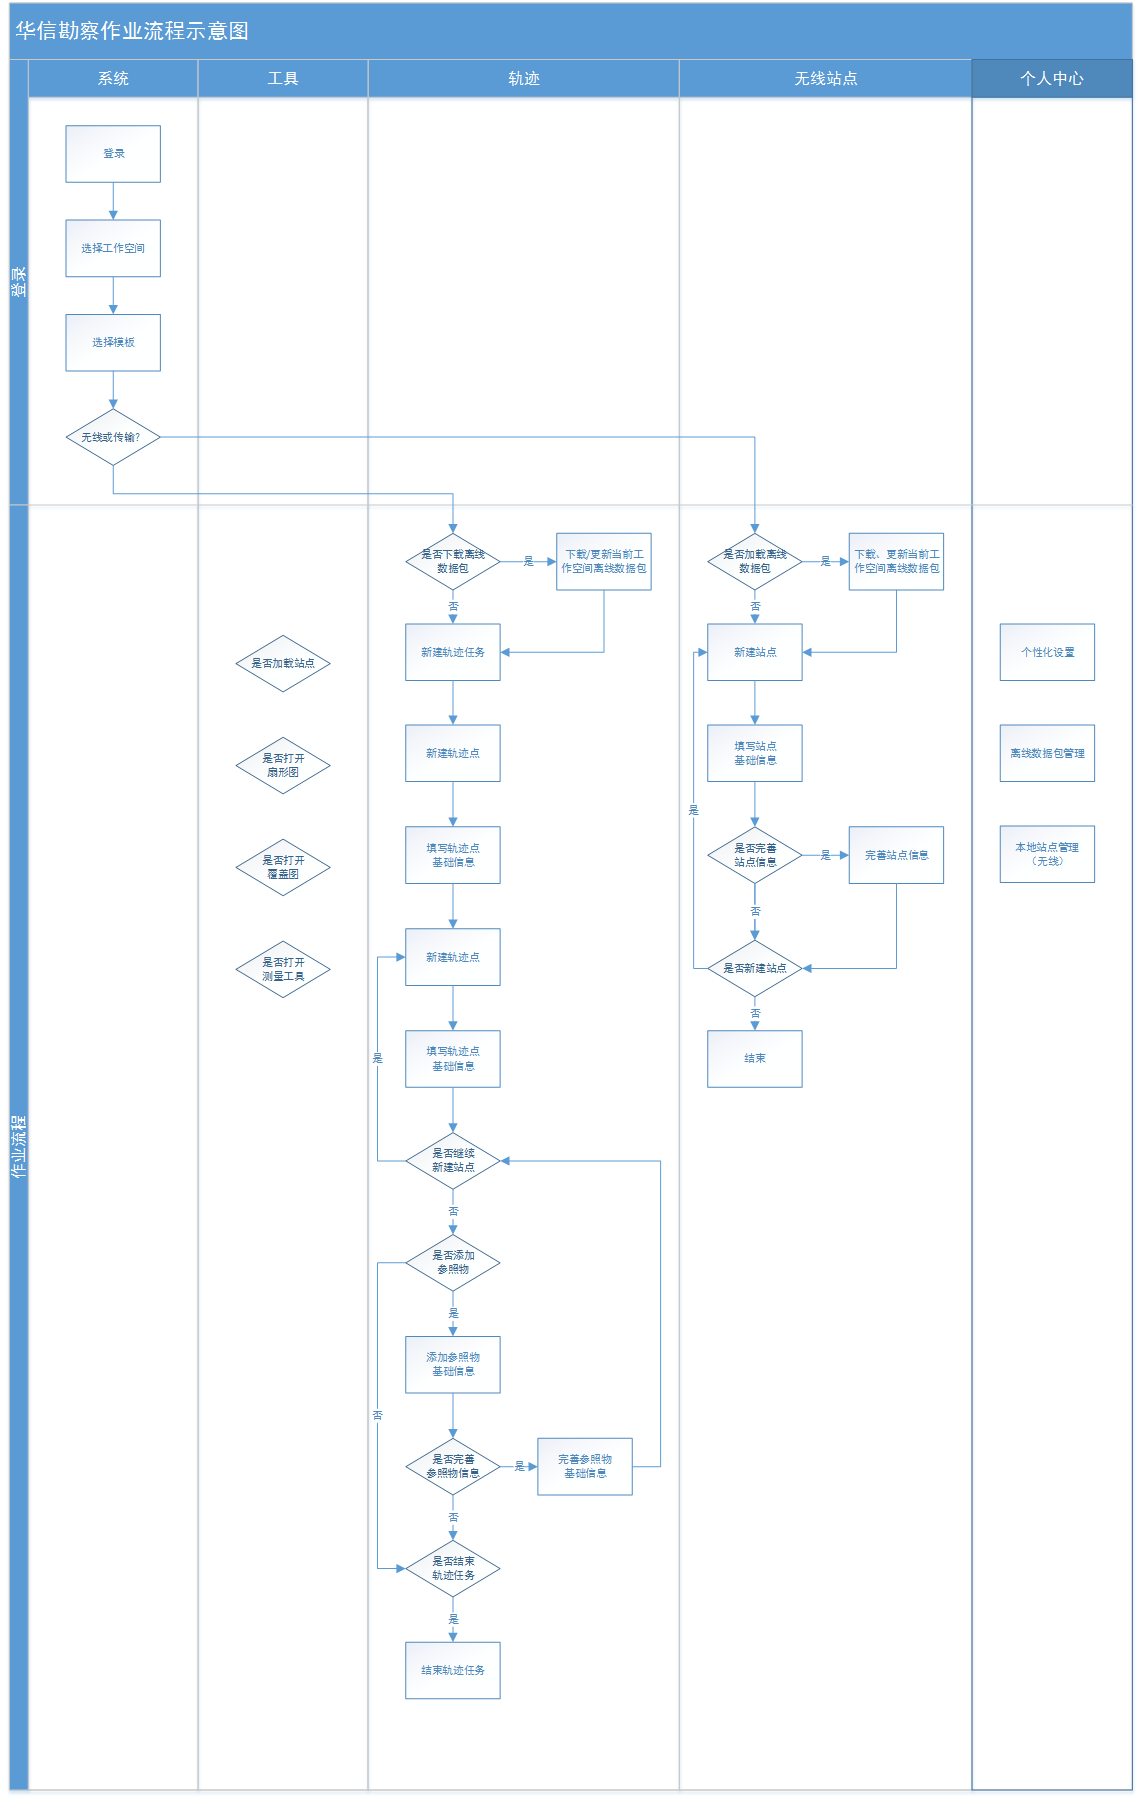 华信勘察作业流程示意图
系统
工具
轨迹
无线站点
个人中心
登录
登录
选择工作空间
选择模板
无线或传输?
作业流程
是否下载离线
数据包
是
下载/更新当前工
作空间离线数据包
否
新建轨迹任务
新建轨迹点
填写轨迹点
基础信息
新建轨迹点
是
填写轨迹点
基础信息
是否继续
新建站点
否
是否添加
参照物
是
添加参照物
基础信息
否
是否完善
参照物信息
是
完善参照物
基础信息
否
是否结束
轨迹任务
是
结束轨迹任务
是否加载站点
是否打开
扇形图
是否打开
覆盖图
是否打开
测量工具
是否加载离线
数据包
是
下载、更新当前工
作空间离线数据包
否
新建站点
填写站点
基础信息
是
是否完善
站点信息
是
完善站点信息
否
是否新建站点
否
结束
个性化设置
离线数据包管理
本地站点管理
（无线）